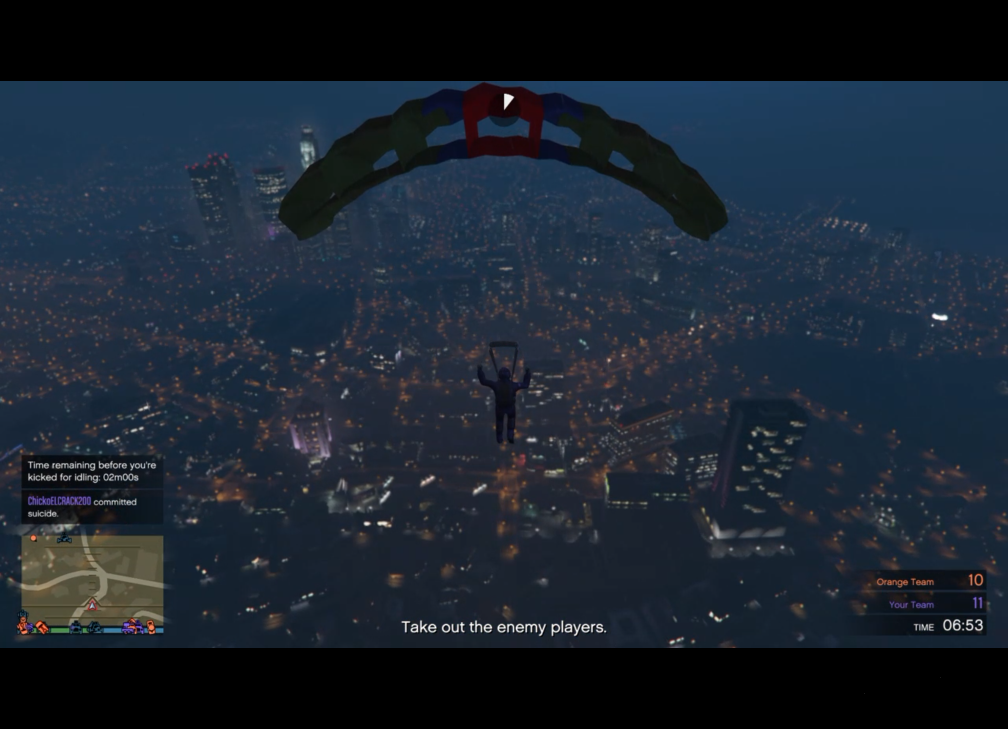 Time remaining before you're
kicked for idling: 02m00s
ChickoELCRACK200 committed
suicide.
Orange Team 10
Your Team 11
TIME 06:53
Take out the enemy players.